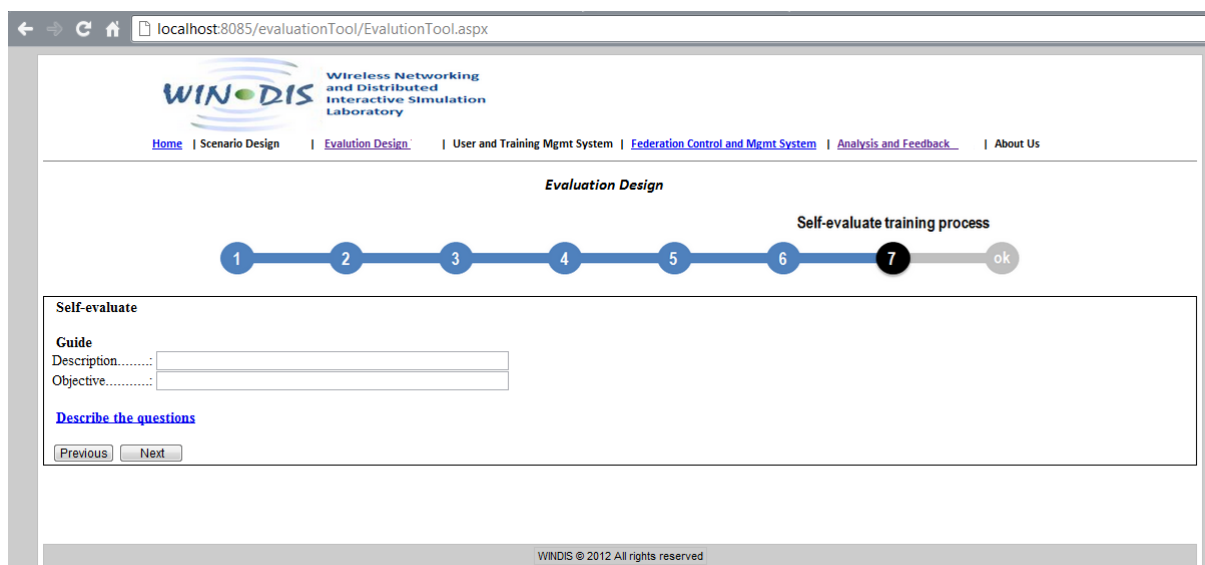 localhost:8085/evaluationTool/EvalutionTool.aspx
WIN DIS
WIreless Networking
and Distributed
Interactive SImulation
Laboratory
Home | Scenario Design | Evalution Design | User and Training Mgmt System | Federation Control and Mgmt System | Analysis and Feedback | About Us
Evaluation Design
Self-evaluate training process
1 2 3 4 5 6 7 ok
Self-evaluate
Guide
Description........:
Objective...........:
Describe the questions
Previous Next
WINDIS © 2012 All rights reserved